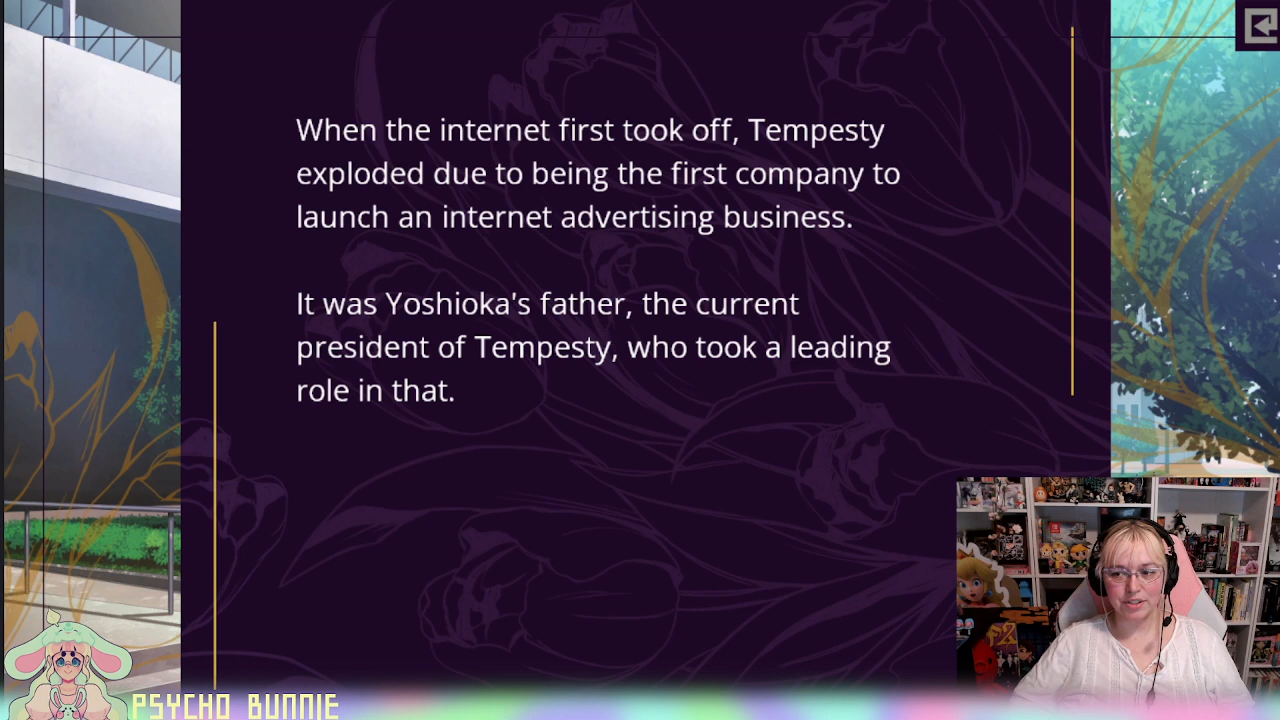 When the internet first took off, Tempesty
exploded due to being the first company to
launch an internet advertising business.
It was Yoshioka's father, the current
president of Tempesty, who took a leading
role in that.
PSYCHO BUNNIE